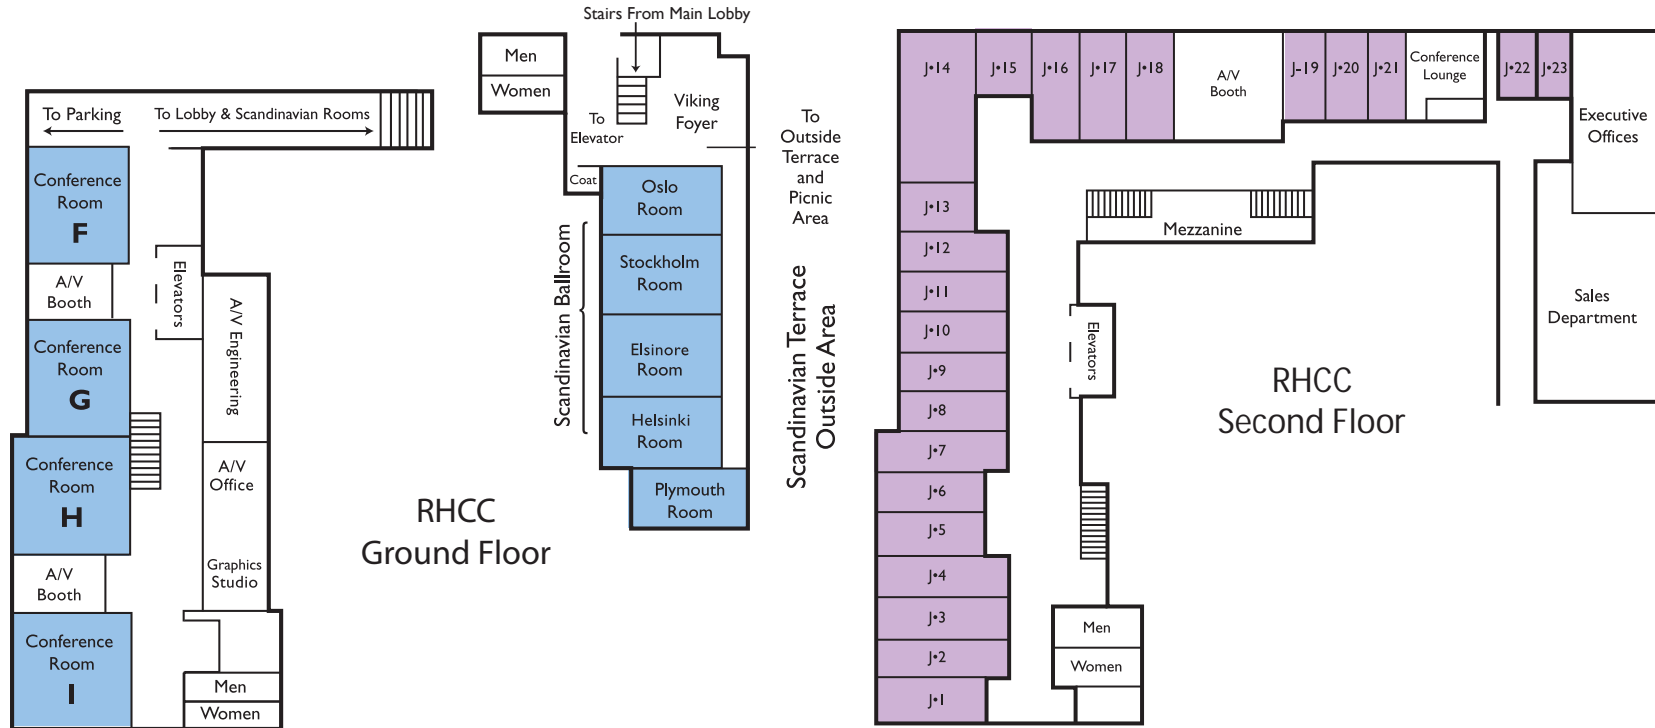 To Parking
To Lobby & Scandinavian Rooms
Conference
Room
F
A/V
Booth
Elevators
A/V Engineering
Conference
Room
G
Conference
Room
H
A/V
Office
Graphics
Studio
A/V
Booth
Conference
Room
I
Men
Women
RHCC
Ground Floor
Stairs From Main Lobby
Men
Women
To
Elevator
Viking
Foyer
Coat
Oslo
Room
Stockholm
Room
Elsinore
Room
Helsinki
Room
Plymouth
Room
Scandinavian Ballroom
To
Outside
Terrace
and
Picnic
Area
Scandinavian Terrace
Outside Area
J•14
J•15
J•16
J•17
J•18
A/V
Booth
J-19
J•20
J•21
Conference
Lounge
J•22
J•23
Executive
Offices
J•13
J•12
J•11
J•10
J•9
J•8
J•7
J•6
J•5
J•4
J•3
J•2
J•1
Mezzanine
Elevators
Sales
Department
RHCC
Second Floor
Men
Women